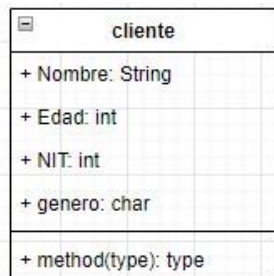 cliente
+ Nombre: String
+ Edad: int
+ NIT: int
+ genero: char
+ method(type): type